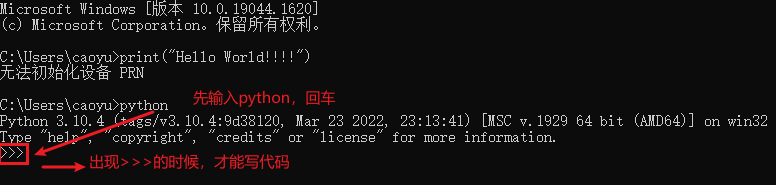 Microsoft Windows [版本 10.0.19044.1620]
(c) Microsoft Corporation。保留所有权利。
C:\Users\caoyu>print("Hello World!!!!")
无法初始化设备 PRN
C:\Users\caoyu>python
先输入python，回车
Python 3.10.4 (tags/v3.10.4:9d38120, Mar 23 2022, 23:13:41) [MSC v.1929 64 bit (AMD64)] on win32
Type "help", "copyright", "credits" or "license" for more information.
>>>
出现>>>的时候，才能写代码